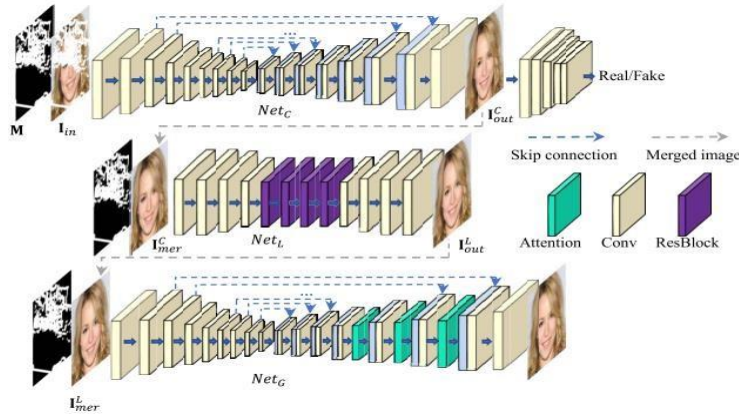 ...
Real/Fake
Net_C
M
I_in
I^C_out
Skip connection
Merged image
I^C_mer
Net_L
I^L_out
Attention
Conv
ResBlock
...
Net_G
I^L_mer